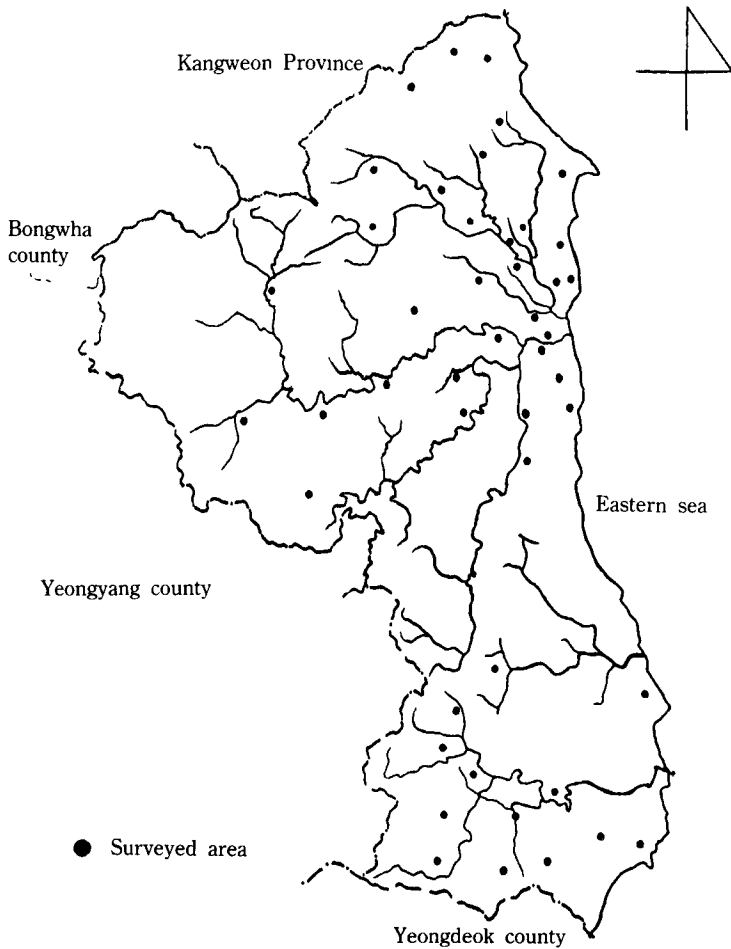 Kangweon Province
Bongwha
county
Eastern sea
Yeongyang county
Surveyed area
Yeongdeok county